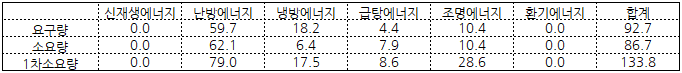 신재생에너지 난방에너지 냉방에너지 급탕에너지 조명에너지 환기에너지 합계
요구량 0.0 59.7 18.2 4.4 10.4 0.0 92.7
소요량 0.0 62.1 6.4 7.9 10.4 0.0 86.7
1차소요량 0.0 79.0 17.5 8.6 28.6 0.0 133.8